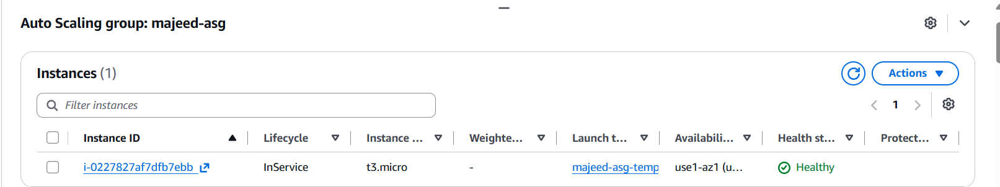 Auto Scaling group: majeed-asg
Instances (1)
Actions
Filter instances
1
Instance ID Lifecycle Instance ... Weighte... Launch t... Availabili... Health st... Protect...
i-0227827af7dfb7ebb InService t3.micro - majeed-asg-temp use1-az1 (u... Healthy